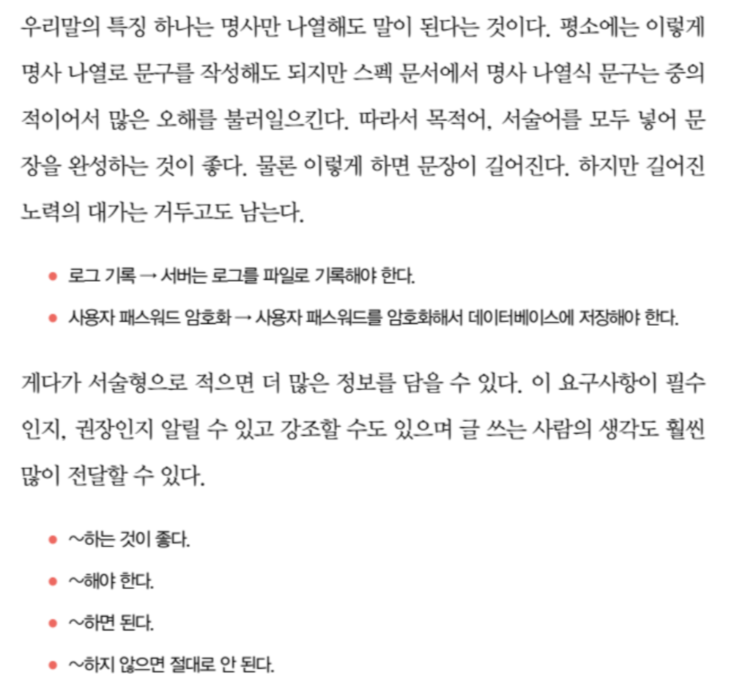 우리말의 특징 하나는 명사만 나열해도 말이 된다는 것이다. 평소에는 이렇게
명사 나열로 문구를 작성해도 되지만 스펙 문서에서 명사 나열식 문구는 중의
적이어서 많은 오해를 불러일으킨다. 따라서 목적어, 서술어를 모두 넣어 문
장을 완성하는 것이 좋다. 물론 이렇게 하면 문장이 길어진다. 하지만 길어진
노력의 대가는 거두고도 남는다.
• 로그 기록 → 서버는 로그를 파일로 기록해야 한다.
• 사용자 패스워드 암호화 → 사용자 패스워드를 암호화해서 데이터베이스에 저장해야 한다.
게다가 서술형으로 적으면 더 많은 정보를 담을 수 있다. 이 요구사항이 필수
인지, 권장인지 알릴 수 있고 강조할 수도 있으며 글 쓰는 사람의 생각도 훨씬
많이 전달할 수 있다.
• ~하는 것이 좋다.
• ~해야 한다.
• ~하면 된다.
• ~하지 않으면 절대로 안 된다.